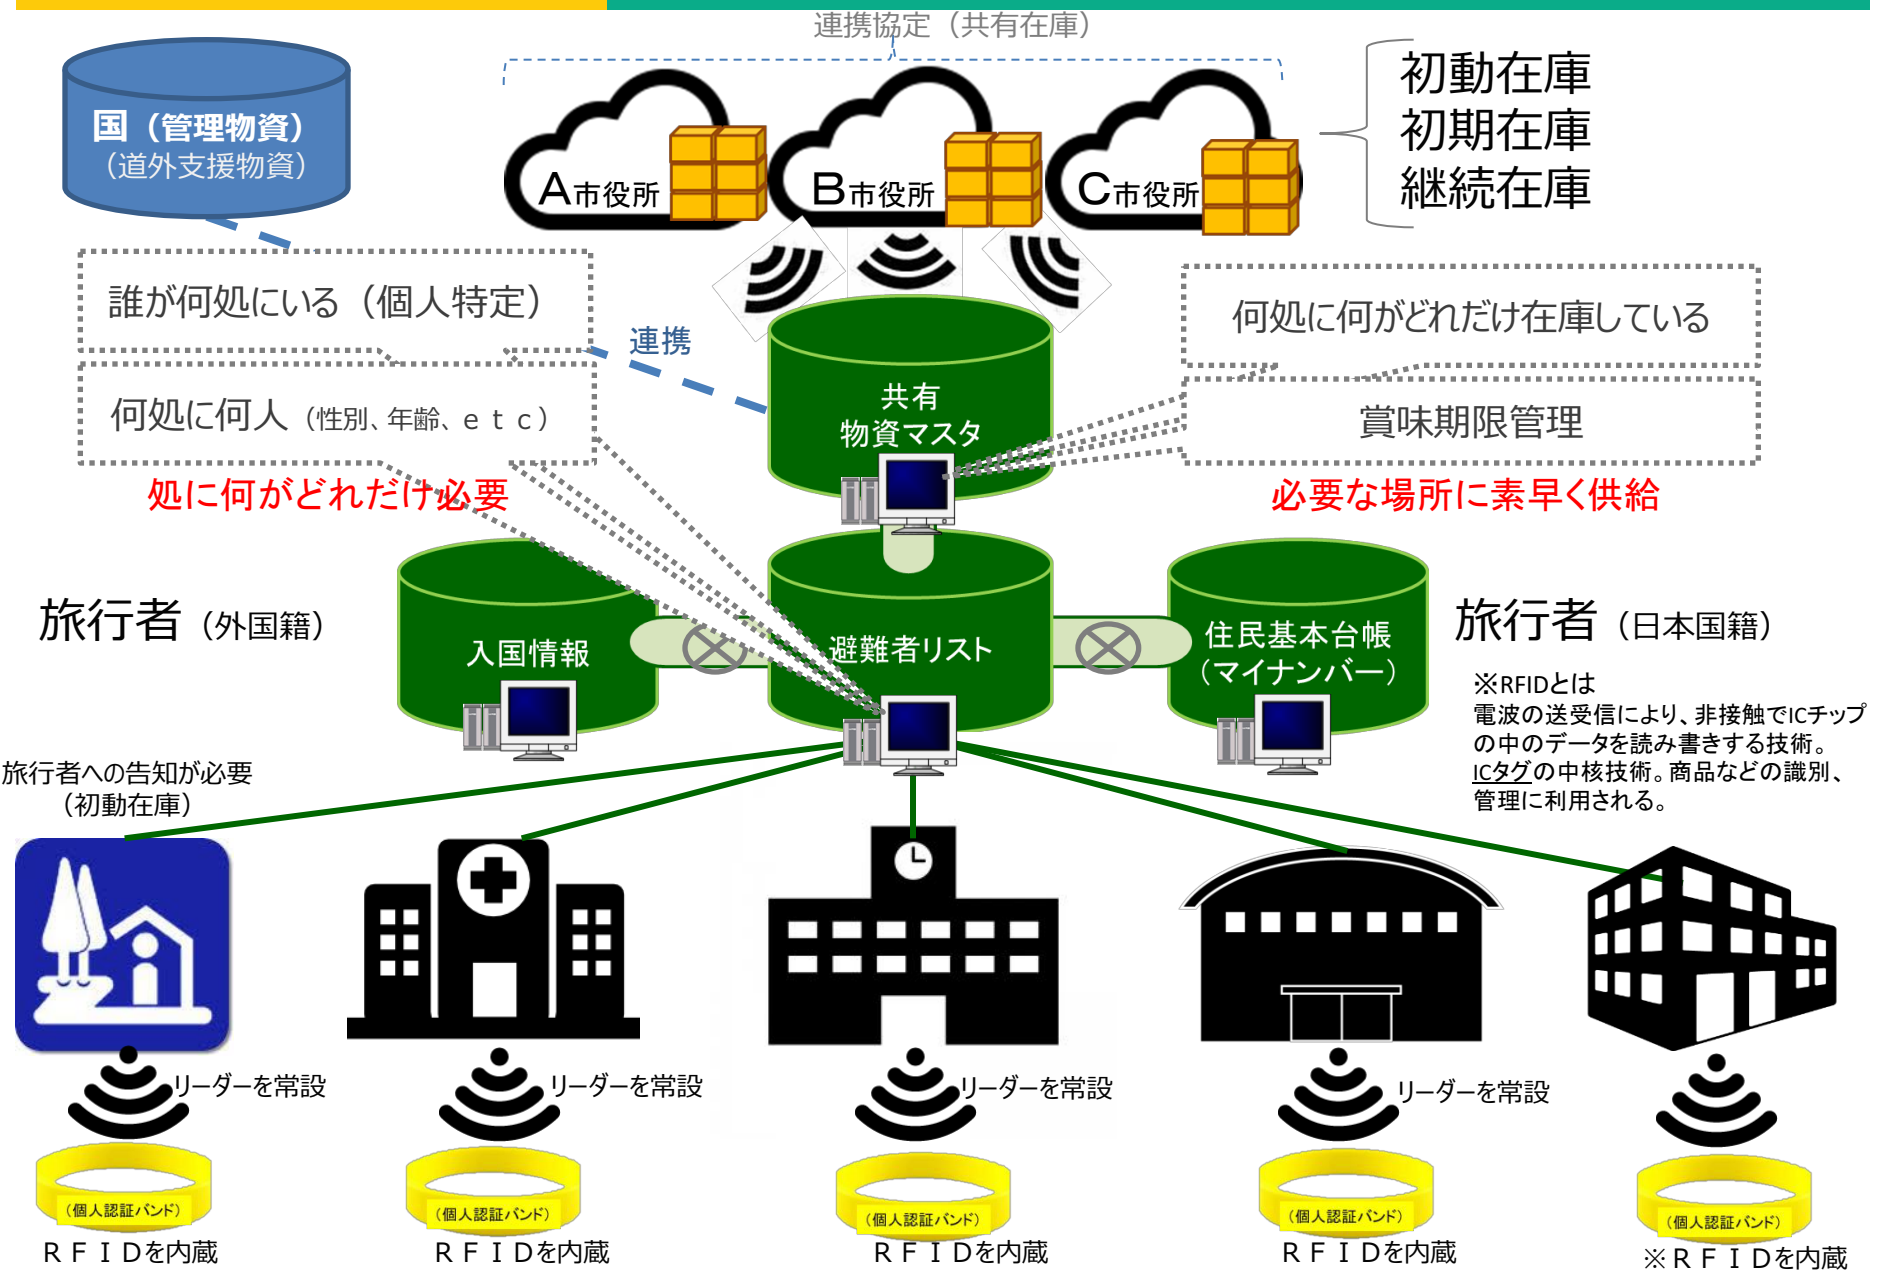 連携協定（共有在庫）
国（管理物資）
（道外支援物資）
A市役所
B市役所
C市役所
初動在庫
初期在庫
継続在庫
誰が何処にいる（個人特定）
何処に何人（性別、年齢、ｅｔｃ）
処に何がどれだけ必要
連携
何処に何がどれだけ在庫している
賞味期限管理
必要な場所に素早く供給
共有
物資マスタ
旅行者（外国籍）
入国情報
避難者リスト
住民基本台帳
（マイナンバー）
旅行者（日本国籍）
※RFIDとは
電波の送受信により、非接触でICチップ
の中のデータを読み書きする技術。
ICタグの中核技術。商品などの識別、
管理に利用される。
旅行者への告知が必要
（初動在庫）
リーダーを常設
リーダーを常設
リーダーを常設
リーダーを常設
（個人認証バンド）
（個人認証バンド）
（個人認証バンド）
（個人認証バンド）
（個人認証バンド）
ＲＦＩＤを内蔵
ＲＦＩＤを内蔵
ＲＦＩＤを内蔵
ＲＦＩＤを内蔵
※ＲＦＩＤを内蔵